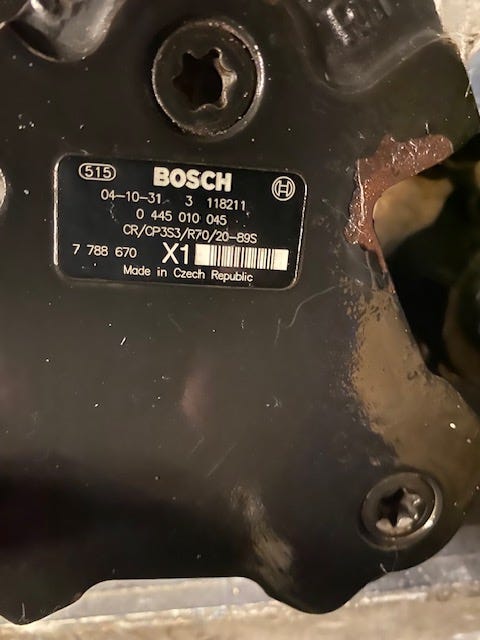 515 BOSCH
04-10-31 3 118211
0 445 010 045
CR/CP3S3/R70/20-89S
7 788 670 X1
Made in Czech Republic